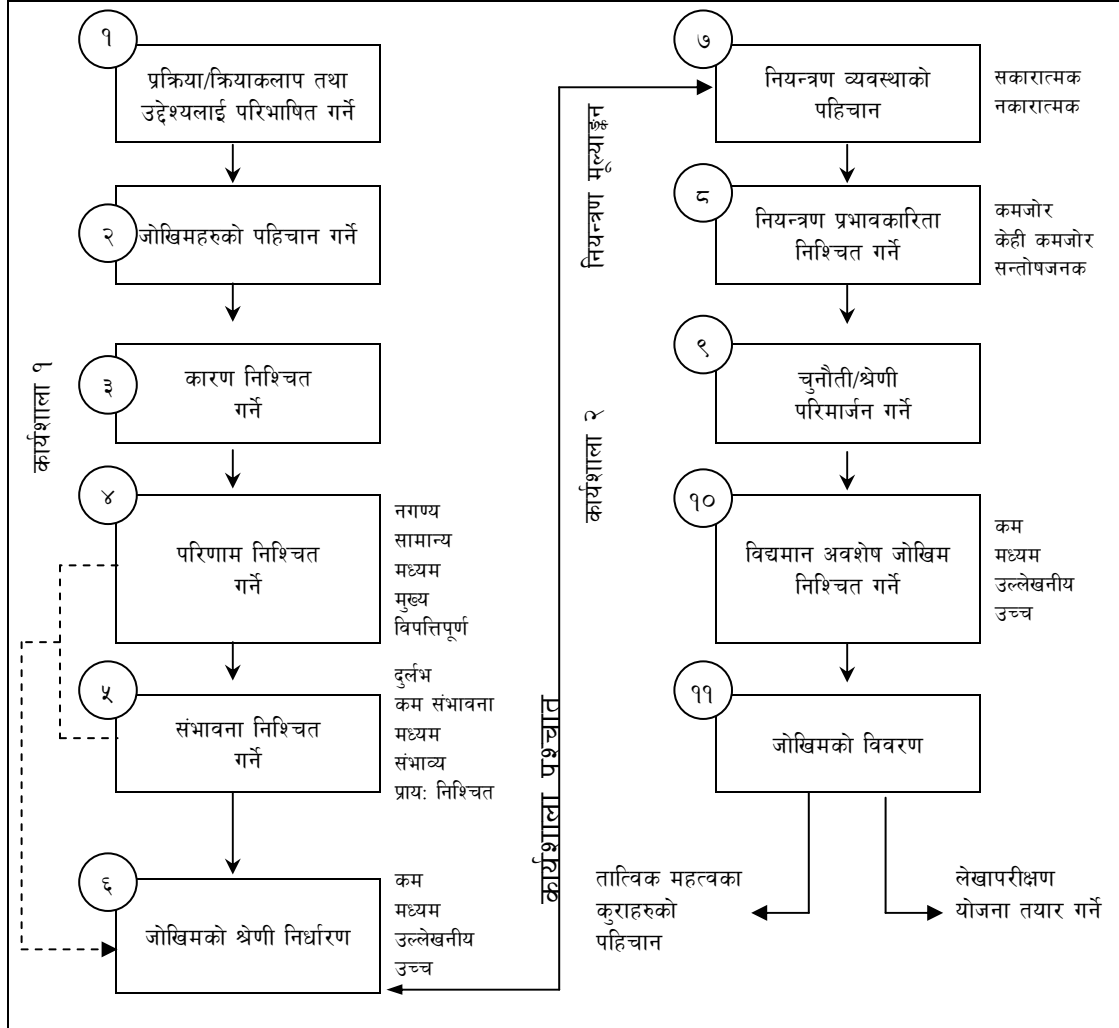 १
प्रक्रिया/क्रियाकलाप तथा
उद्देश्यलाई परिभाषित गर्ने
२
जोखिमहरुको पहिचान गर्ने
कार्यशाला १
३
कारण निश्चित
गर्ने
४
परिणाम निश्चित
गर्ने
नगण्य
सामान्य
मध्यम
मुख्य
विपत्तिपूर्ण
५
संभावना निश्चित
गर्ने
दुर्लभ
कम संभावना
मध्यम
संभाव्य
प्राय: निश्चित
६
जोखिमको श्रेणी निर्धारण
कम
मध्यम
उल्लेखनीय
उच्च
कार्यशाला पश्चात
कार्यशाला २
नियन्त्रण मूल्याङ्कन
७
नियन्त्रण व्यवस्थाको
पहिचान
सकारात्मक
नकारात्मक
८
नियन्त्रण प्रभावकारिता
निश्चित गर्ने
कमजोर
केही कमजोर
सन्तोषजनक
९
चुनौती/श्रेणी
परिमार्जन गर्ने
१०
विद्यमान अवशेष जोखिम
निश्चित गर्ने
कम
मध्यम
उल्लेखनीय
उच्च
११
जोखिमको विवरण
तात्विक महत्वका
कुराहरुको
पहिचान
लेखापरीक्षण
योजना तयार गर्ने